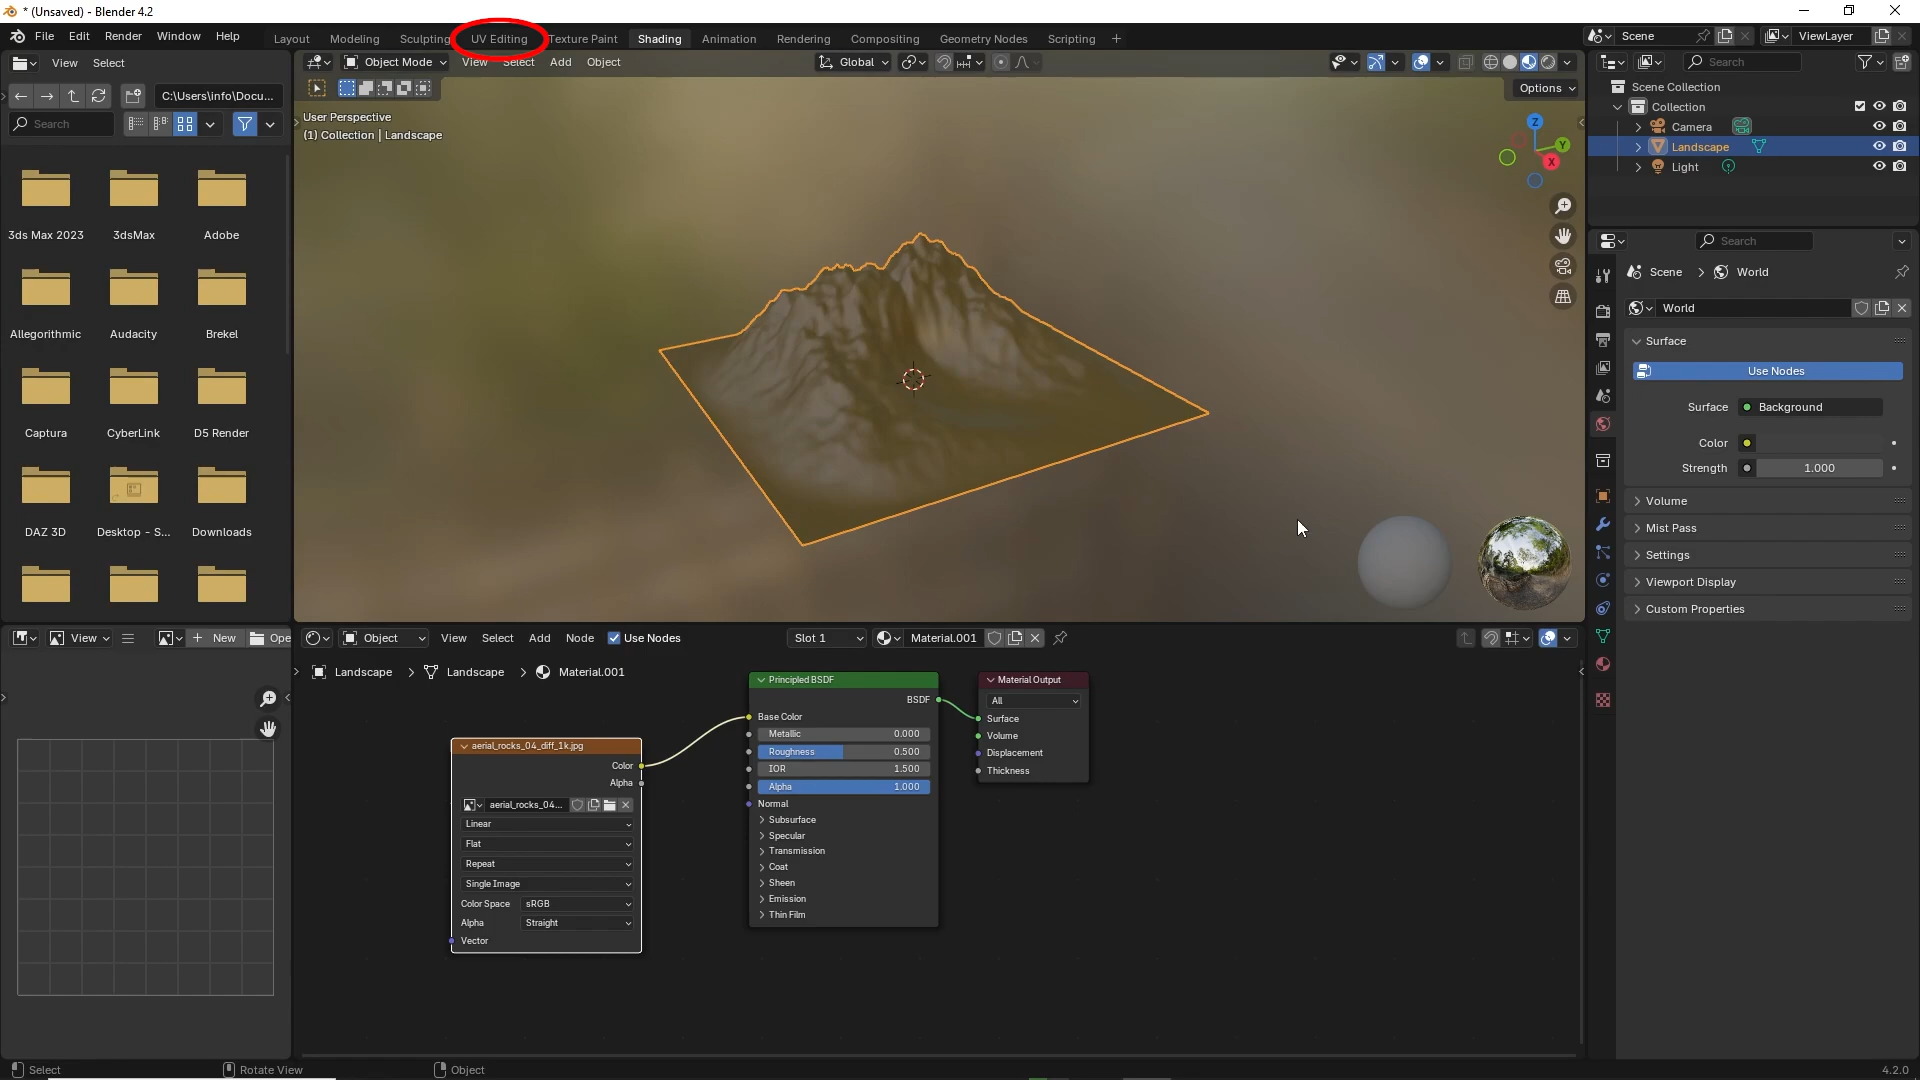 * (Unsaved) - Blender 4.2
File Edit Render Window Help
Layout Modeling Sculpting UV Editing Texture Paint Shading Animation Rendering Compositing Geometry Nodes Scripting +
Scene
ViewLayer
View Select
C:\Users\info\Docu...
Search
3ds Max 2023 3dsMax Adobe
Allegorithmic Audacity Brekel
Captura CyberLink D5 Render
DAZ 3D Desktop - S... Downloads
Object Mode View Select Add Object
Global
Options
User Perspective
(1) Collection | Landscape
Z
Y
X
Search
Scene Collection
Collection
Camera
Landscape
Light
Search
Scene > World
World
Surface
Use Nodes
Surface Background
Color
Strength 1.000
Volume
Mist Pass
Settings
Viewport Display
Custom Properties
View
New Ope
Object View Select Add Node Use Nodes
Slot 1
Material.001
Landscape > Landscape > Material.001
aerial_rocks_04_diff_1k.jpg
Color
Alpha
aerial_rocks_04...
Linear
Flat
Repeat
Single Image
Color Space sRGB
Alpha Straight
Vector
Principled BSDF
BSDF
Base Color
Metallic 0.000
Roughness 0.500
IOR 1.500
Alpha 1.000
Normal
Subsurface
Specular
Transmission
Coat
Sheen
Emission
Thin Film
Material Output
All
Surface
Volume
Displacement
Thickness
Select Rotate View Object
4.2.0